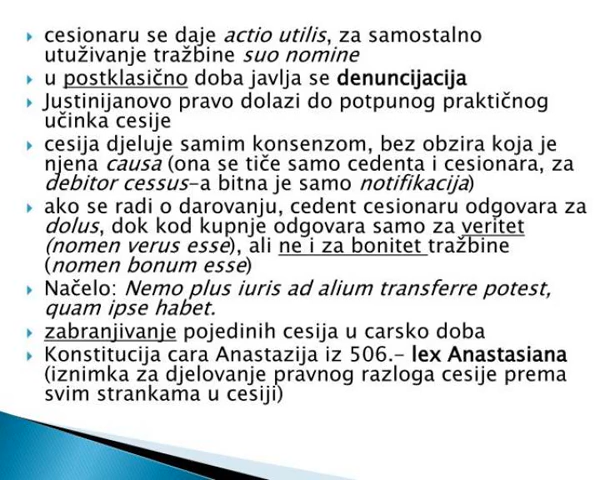 cesionaru se daje actio utilis, za samostalno
utuživanje tražbine suo nomine
u postklasično doba javlja se denuncijacija
Justinijanovo pravo dolazi do potpunog praktičnog
učinka cesije
cesija djeluje samim konsenzom, bez obzira koja je
njena causa (ona se tiče samo cedenta i cesionara, za
debitor cessus-a bitna je samo notifikacija)
ako se radi o darovanju, cedent cesionaru odgovara za
dolus, dok kod kupnje odgovara samo za veritet
(nomen verus esse), ali ne i za bonitet tražbine
(nomen bonum esse)
Načelo: Nemo plus iuris ad alium transferre potest,
quam ipse habet.
zabranjivanje pojedinih cesija u carsko doba
Konstitucija cara Anastazija iz 506.- lex Anastasiana
(iznimka za djelovanje pravnog razloga cesije prema
svim strankama u cesiji)